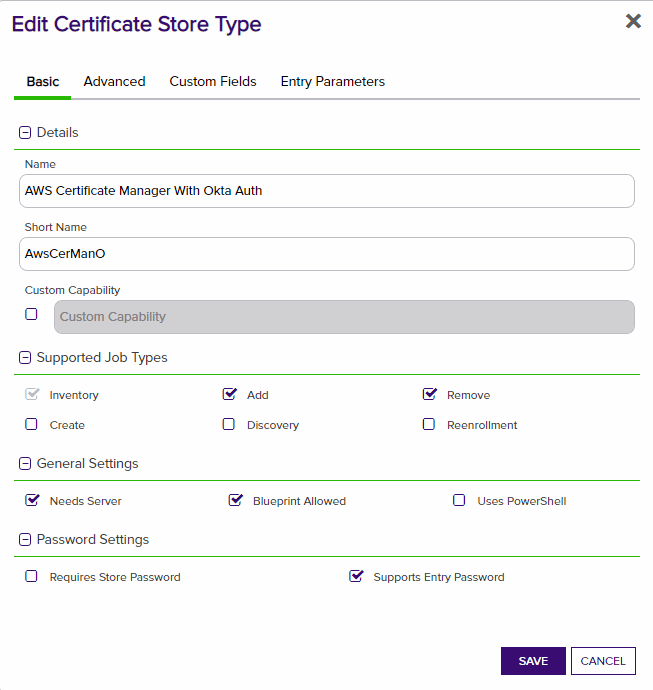 Edit Certificate Store Type
Basic Advanced Custom Fields Entry Parameters
Details
Name
AWS Certificate Manager With Okta Auth
Short Name
AwsCerManO
Custom Capability
Custom Capability
Supported Job Types
Inventory Add Remove
Create Discovery Reenrollment
General Settings
Needs Server Blueprint Allowed Uses PowerShell
Password Settings
Requires Store Password Supports Entry Password
SAVE CANCEL